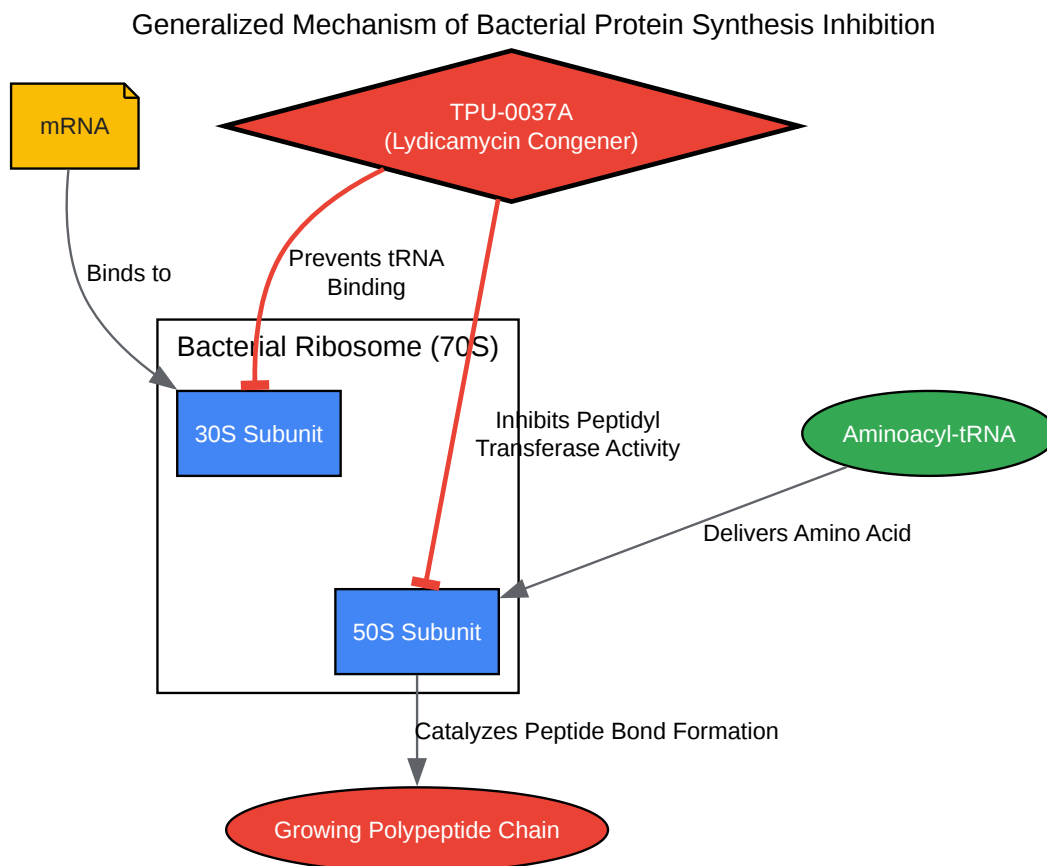 Generalized Mechanism of Bacterial Protein Synthesis Inhibition
mRNA
TPU-0037A
(Lydicamycin Congener)
Binds to
Prevents tRNA
Binding
Bacterial Ribosome (70S)
30S Subunit
Inhibits Peptidyl
Transferase Activity
Aminoacyl-tRNA
Delivers Amino Acid
50S Subunit
Catalyzes Peptide Bond Formation
Growing Polypeptide Chain